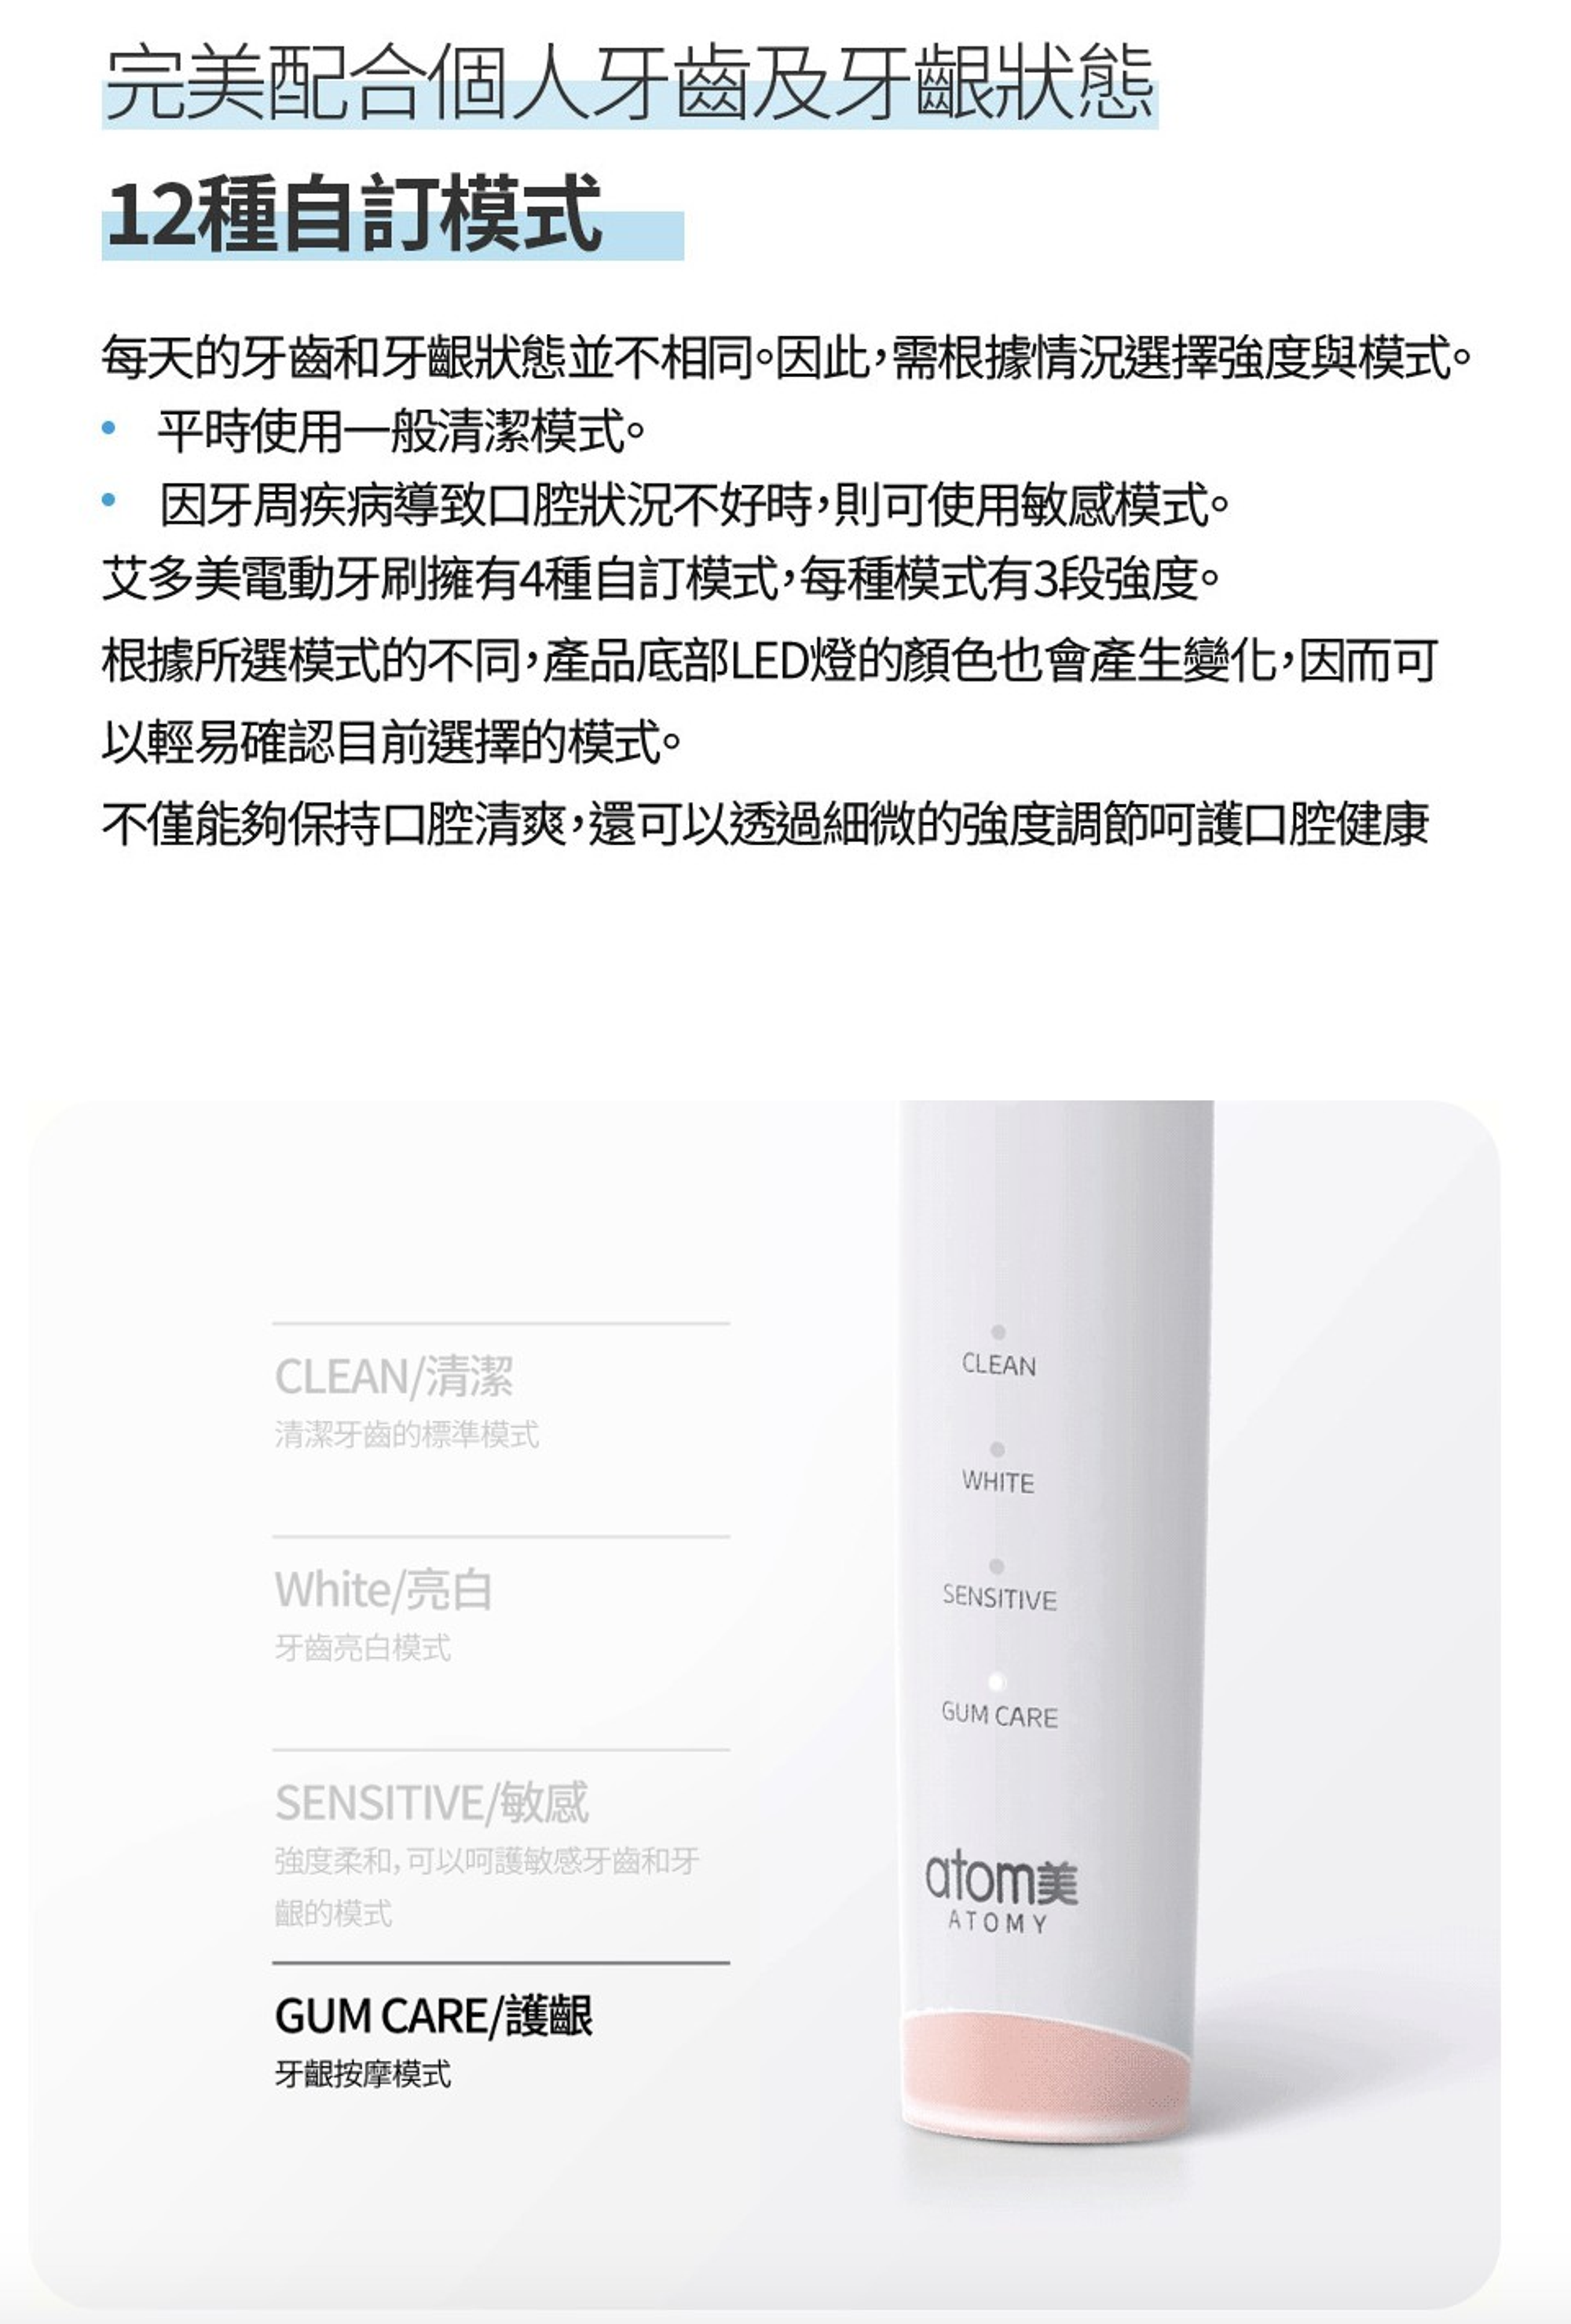 完美配合個人牙齒及牙齦狀態
12種自訂模式
每天的牙齒和牙齦狀態並不相同。因此，需根據情況選擇強度與模式。
• 平時使用一般清潔模式。
• 因牙周疾病導致口腔狀況不好時，則可使用敏感模式。
艾多美電動牙刷擁有4種自訂模式，每種模式有3段強度。
根據所選模式的不同，產品底部LED燈的顏色也會產生變化，因而可
以輕易確認目前選擇的模式。
不僅能夠保持口腔清爽，還可以透過細微的強度調節呵護口腔健康
CLEAN/清潔
清潔牙齒的標準模式
White/亮白
牙齒亮白模式
SENSITIVE/敏感
強度柔和，可以呵護敏感牙齒和牙
齦的模式
GUM CARE/護齦
牙齦按摩模式
CLEAN
WHITE
SENSITIVE
GUM CARE
atom美
ATOMY